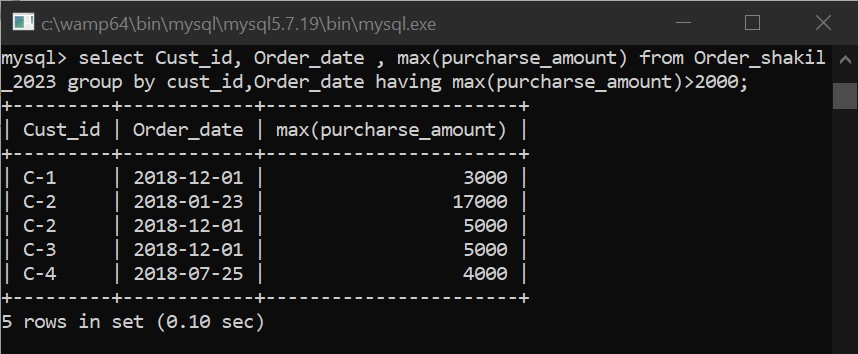 c:\wamp64\bin\mysql\mysql5.7.19\bin\mysql.exe
mysql> select Cust_id, Order_date , max(purcharse_amount) from Order_shakil
_2023 group by cust_id,Order_date having max(purcharse_amount)>2000;
+---------+------------+-----------------------+
| Cust_id | Order_date | max(purcharse_amount) |
+---------+------------+-----------------------+
| C-1     | 2018-12-01 |                  3000 |
| C-2     | 2018-01-23 |                 17000 |
| C-2     | 2018-12-01 |                  5000 |
| C-3     | 2018-12-01 |                  5000 |
| C-4     | 2018-07-25 |                  4000 |
+---------+------------+-----------------------+
5 rows in set (0.10 sec)